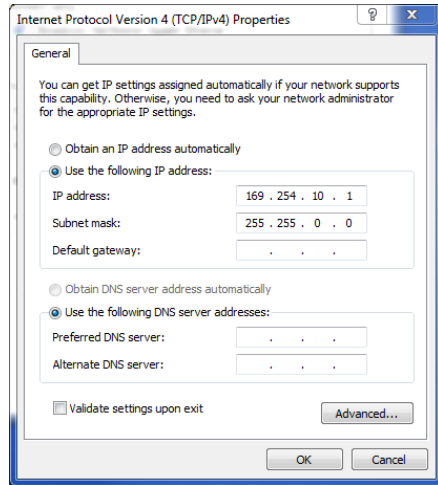 Internet Protocol Version 4 (TCP/IPv4) Properties
General
You can get IP settings assigned automatically if your network supports
this capability. Otherwise, you need to ask your network administrator
for the appropriate IP settings.
Obtain an IP address automatically
Use the following IP address:
IP address: 169 . 254 . 10 . 1
Subnet mask: 255 . 255 . 0 . 0
Default gateway: . . .
Obtain DNS server address automatically
Use the following DNS server addresses:
Preferred DNS server: . . .
Alternate DNS server: . . .
Validate settings upon exit
Advanced...
OK Cancel